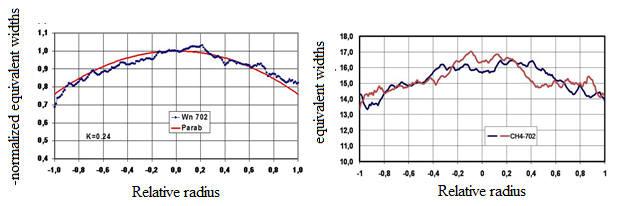 -normalized equivalent widths
1,1
1,0
0,9
0,8
0,7
0,6
0,5
0,4
Wn 702
Parab
K=0.24
-1,0 -0,8 -0,6 -0,4 -0,2 0,0 0,2 0,4 0,6 0,8 1,0
Relative radius
equivalent widths
18,0
17,0
16,0
15,0
14,0
13,0
12,0
11,0
10,0
CH4-702
-1 -0,8 -0,6 -0,4 -0,2 0 0,2 0,4 0,6 0,8 1
Relative radius